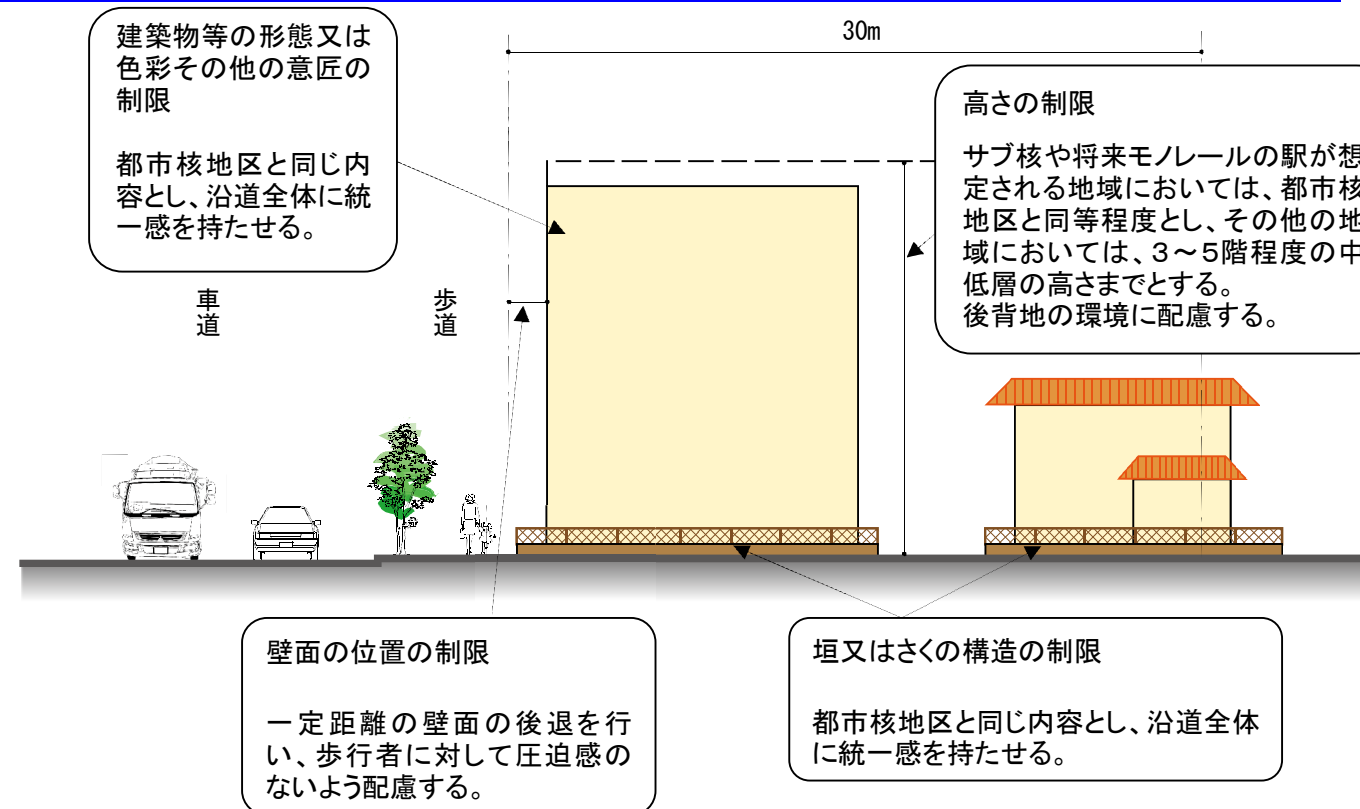 30m
建築物等の形態又は
色彩その他の意匠の
制限
都市核地区と同じ内
容とし、沿道全体に統
一感を持たせる。
高さの制限
サブ核や将来モノレールの駅が想
定される地域においては、都市核
地区と同等程度とし、その他の地
域においては、3～5階程度の中
低層の高さまでとする。
後背地の環境に配慮する。
車道
歩道
壁面の位置の制限
一定距離の壁面の後退を行
い、歩行者に対して圧迫感の
ないよう配慮する。
垣又はさくの構造の制限
都市核地区と同じ内容とし、沿道全体
に統一感を持たせる。